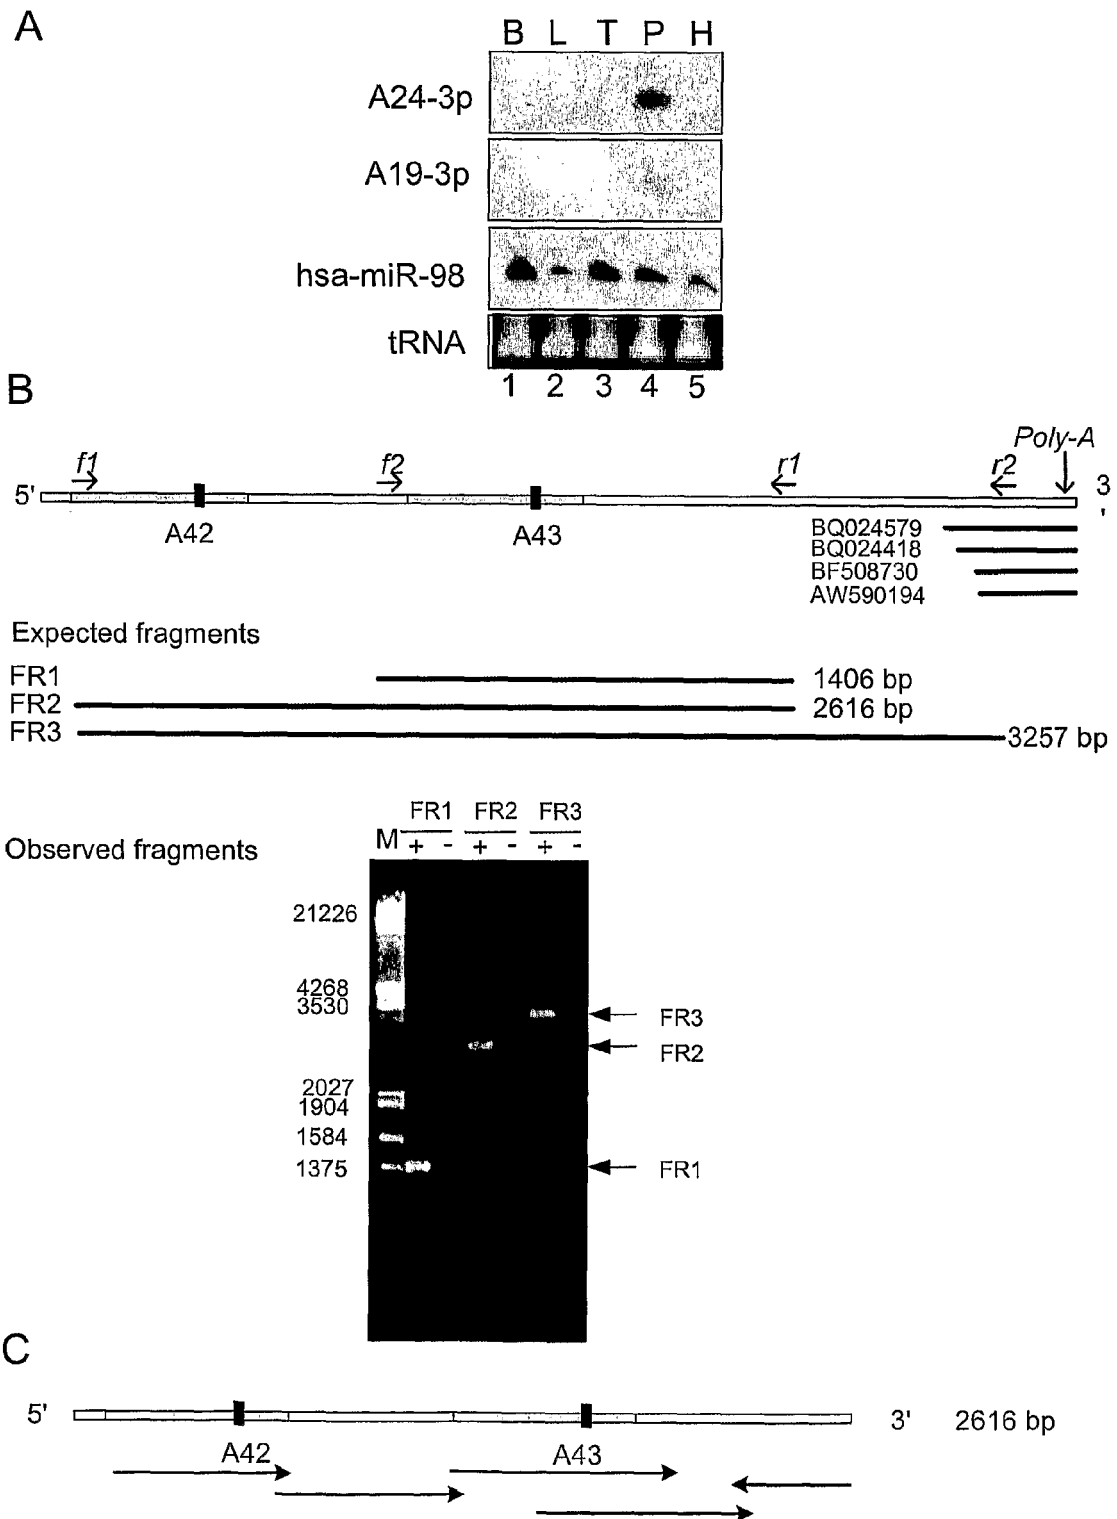 A
B L T P H
A24-3p
A19-3p
hsa-miR-98
tRNA
1 2 3 4 5
B
Poly-A
f1 f2 r1 r2
5' 3
'
A42 A43
BQ024579
BQ024418
BF508730
AW590194
Expected fragments
FR1 1406 bp
FR2 2616 bp
FR3 3257 bp
FR1 FR2 FR3
Observed fragments M + - + - + -
21226
4268
3530
FR3
FR2
2027
1904
1584
1375 FR1
C
5' 3' 2616 bp
A42 A43